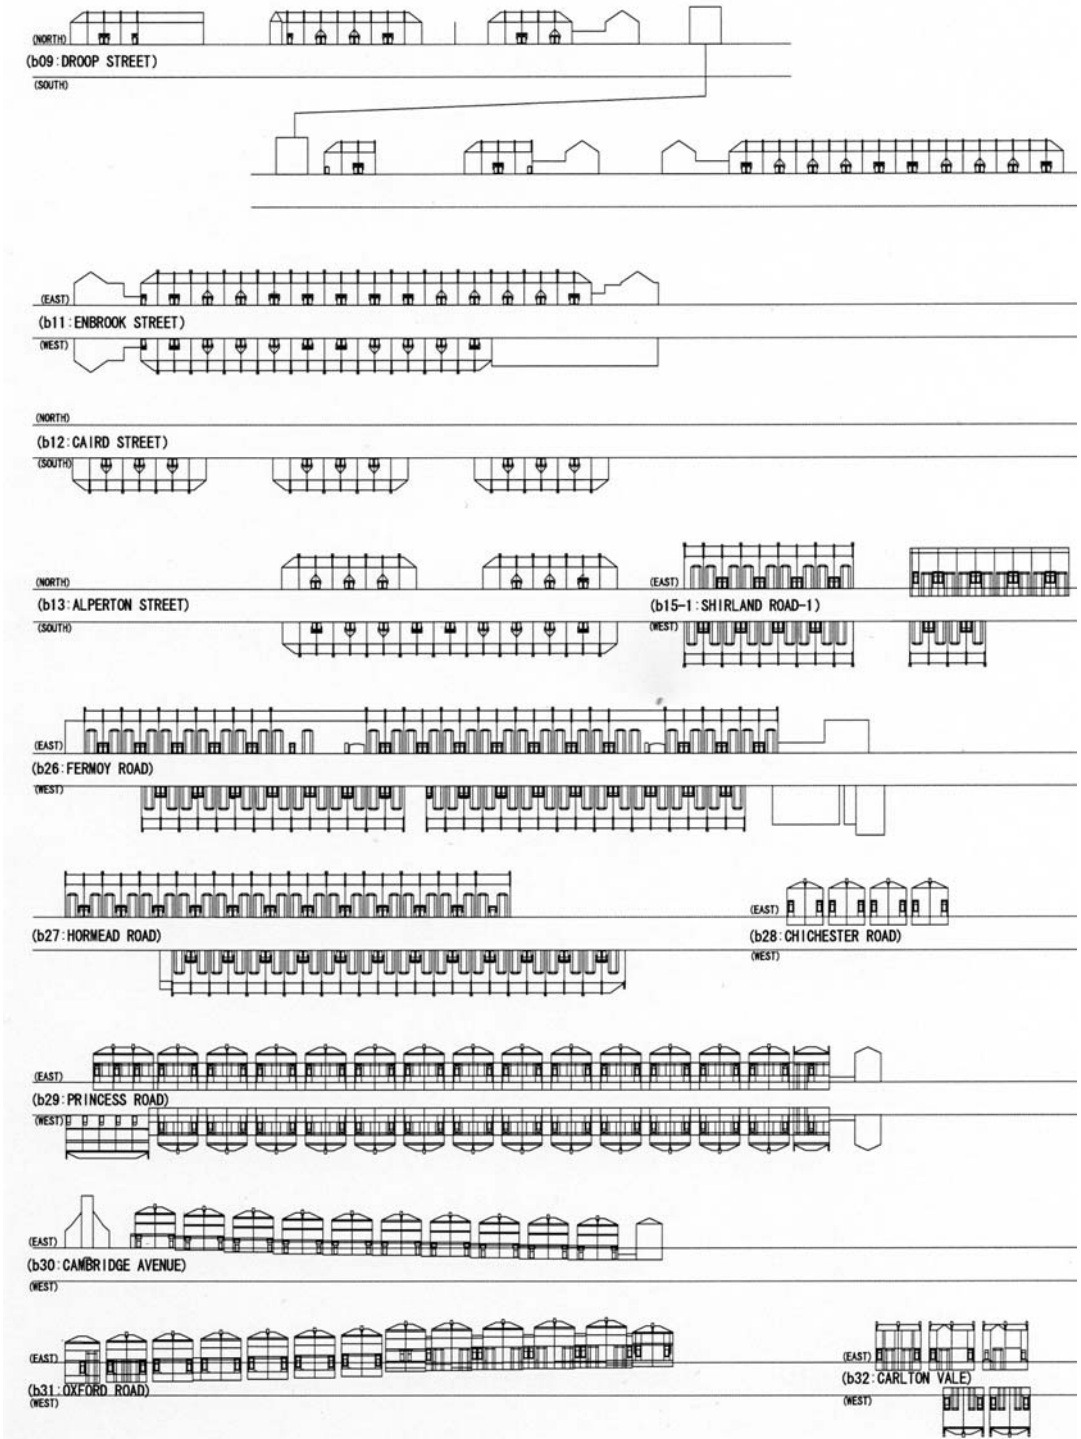 (NORTH)
(b09:DROOP STREET)
(SOUTH)
(EAST)
(b11:ENBROOK STREET)
(WEST)
(NORTH)
(b12:CAIRD STREET)
(SOUTH)
(NORTH)
(b13:ALPERTON STREET)
(SOUTH)
(EAST)
(b15-1:SHIRLAND ROAD-1)
(WEST)
(EAST)
(b26:FERMOY ROAD)
(WEST)
(b27:HORMEAD ROAD)
(EAST)
(b28:CHICHESTER ROAD)
(WEST)
(EAST)
(b29:PRINCESS ROAD)
(WEST)
(EAST)
(b30:CAMBRIDGE AVENUE)
(WEST)
(EAST)
(b31:OXFORD ROAD)
(WEST)
(EAST)
(b32:CARLTON VALE)
(WEST)